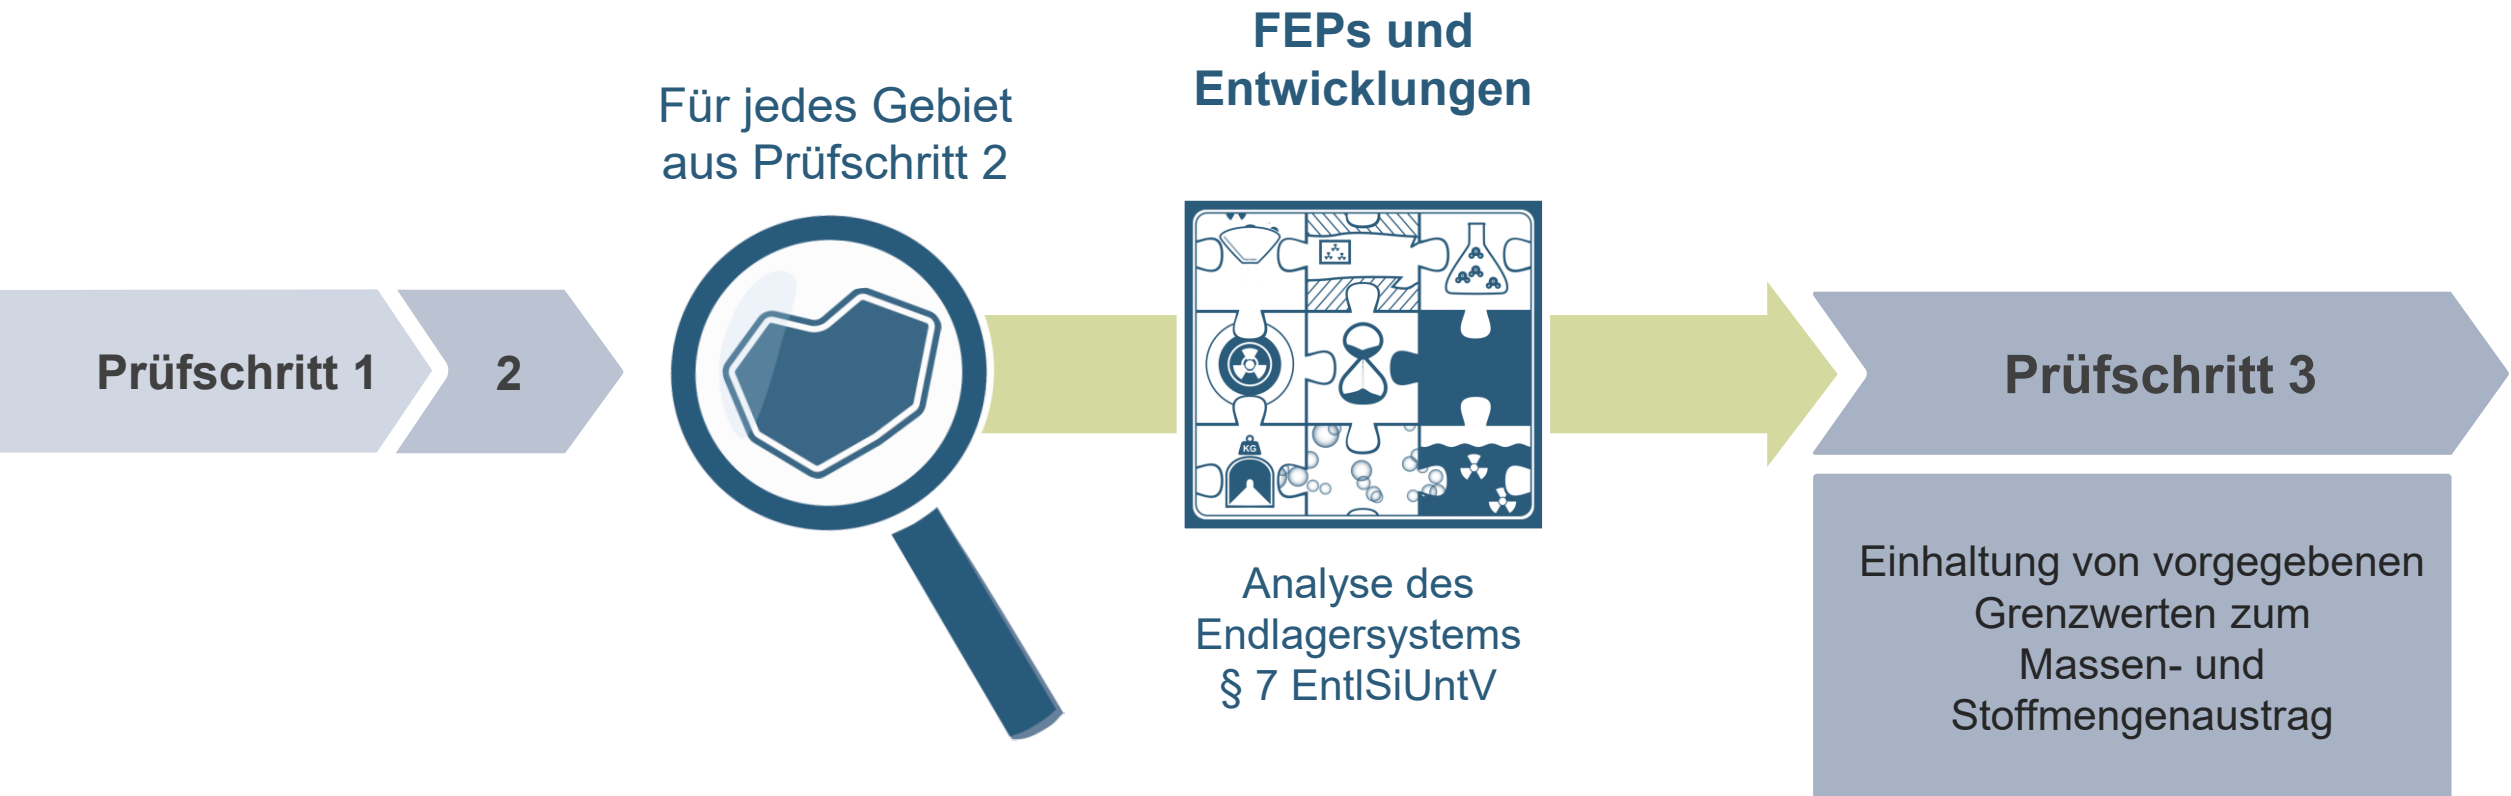 FEPs und
Entwicklungen
Für jedes Gebiet
aus Prüfschritt 2
Prüfschritt 1
2
KG
Analyse des
Endlagersystems
§ 7 EntlSiUntV
Prüfschritt 3
Einhaltung von vorgegebenen
Grenzwerten zum
Massen- und
Stoffmengenaustrag